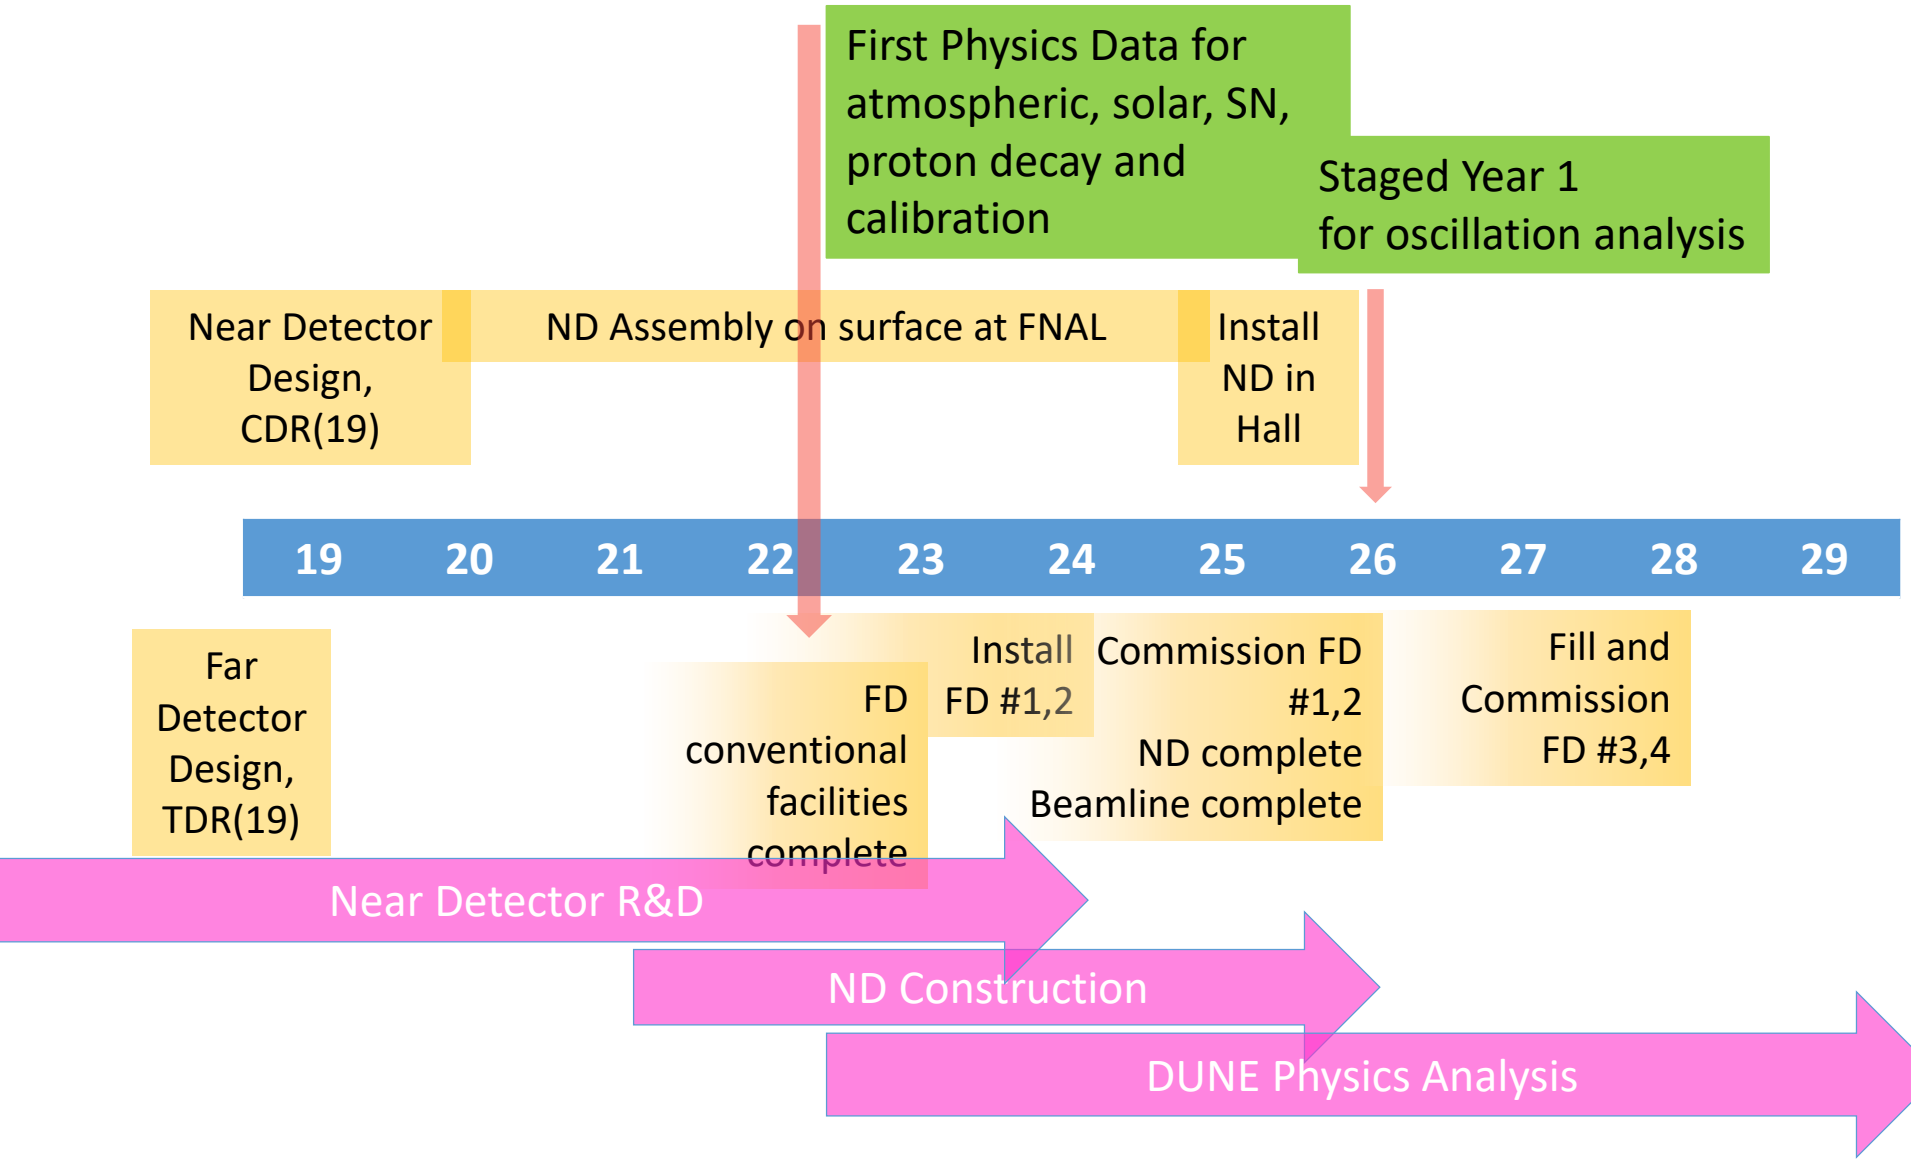 First Physics Data for
atmospheric, solar, SN,
proton decay and
calibration
Staged Year 1
for oscillation analysis
Near Detector
Design,
CDR(19)
ND Assembly on surface at FNAL
Install
ND in
Hall
19 20 21 22 23 24 25 26 27 28 29
Far
Detector
Design,
TDR(19)
FD
conventional
facilities
complete
Install
FD #1,2
Commission FD
#1,2
ND complete
Beamline complete
Fill and
Commission
FD #3,4
Near Detector R&D
ND Construction
DUNE Physics Analysis